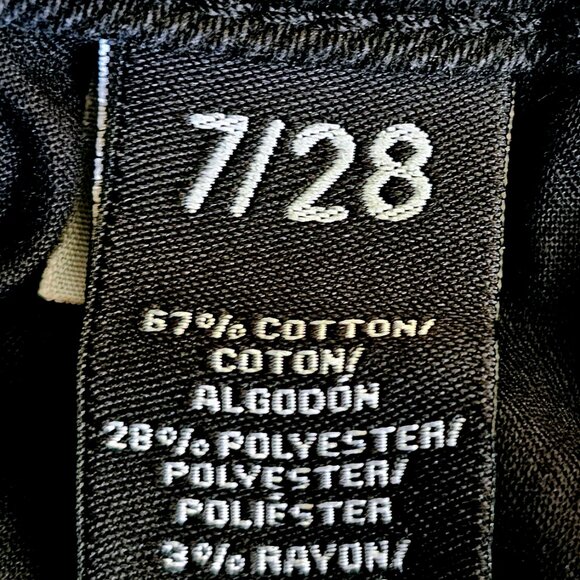 7/28
67% COTTON/
COTON/
ALGODÓN
28% POLYESTER/
POLYESTER/
POLIÉSTER
3% RAYON/